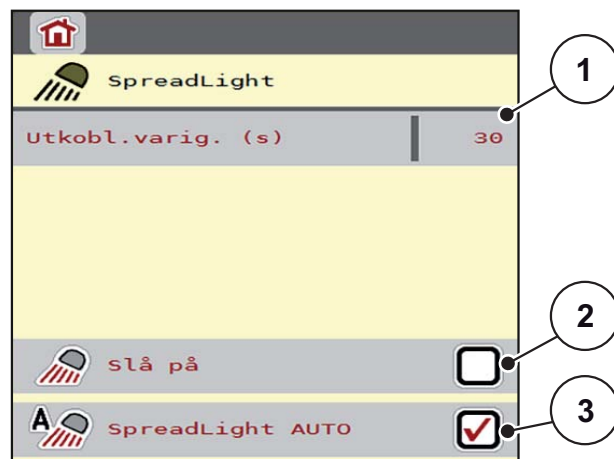 SpreadLight
1
Utkobl.varig. (s) 30
Slå på
2
A SpreadLight AUTO
3